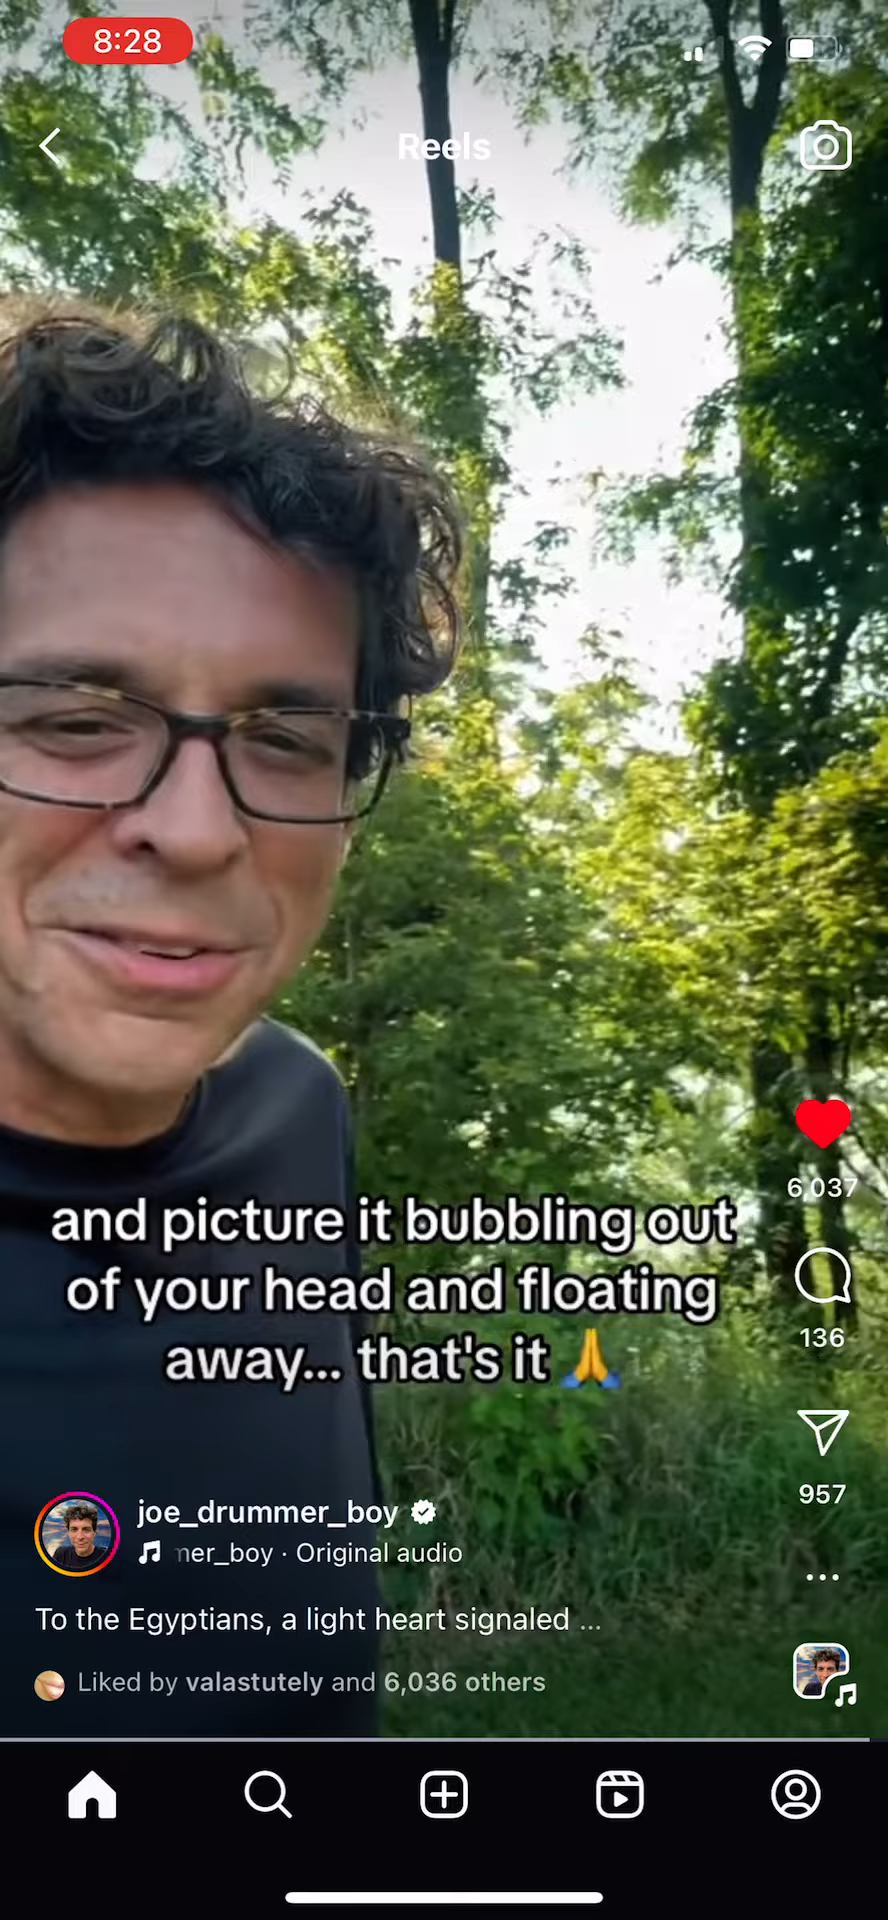 8:28
Reels
6,037
and picture it bubbling out
of your head and floating
away... that's it 🙏
136
957
joe_drummer_boy
ner_boy · Original audio
To the Egyptians, a light heart signaled ...
Liked by valastutely and 6,036 others